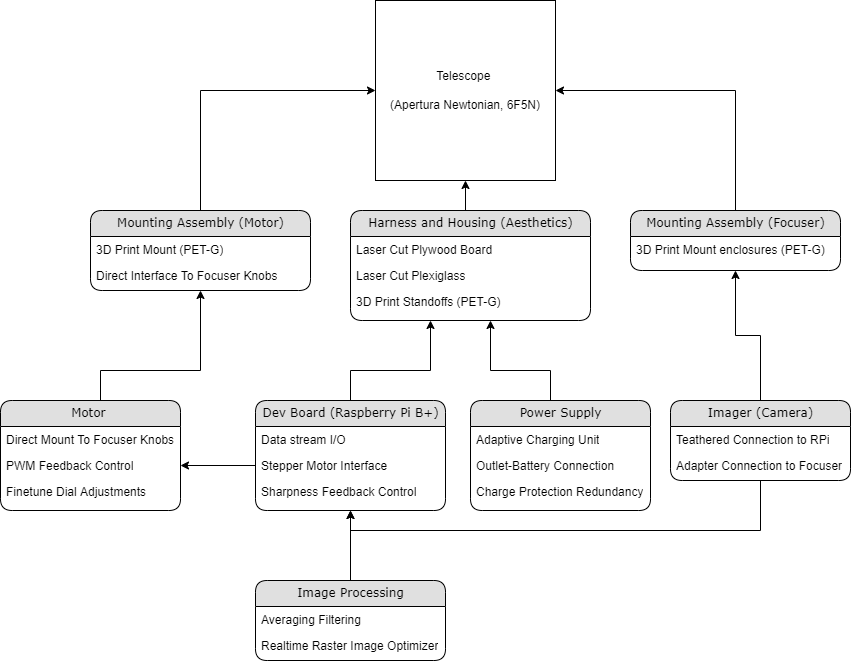 Telescope
(Apertura Newtonian, 6F5N)
Mounting Assembly (Motor)
3D Print Mount (PET-G)
Direct Interface To Focuser Knobs
Harness and Housing (Aesthetics)
Laser Cut Plywood Board
Laser Cut Plexiglass
3D Print Standoffs (PET-G)
Mounting Assembly (Focuser)
3D Print Mount enclosures (PET-G)
Motor
Direct Mount To Focuser Knobs
PWM Feedback Control
Finetune Dial Adjustments
Dev Board (Raspberry Pi B+)
Data stream I/O
Stepper Motor Interface
Sharpness Feedback Control
Power Supply
Adaptive Charging Unit
Outlet-Battery Connection
Charge Protection Redundancy
Imager (Camera)
Teathered Connection to RPi
Adapter Connection to Focuser
Image Processing
Averaging Filtering
Realtime Raster Image Optimizer